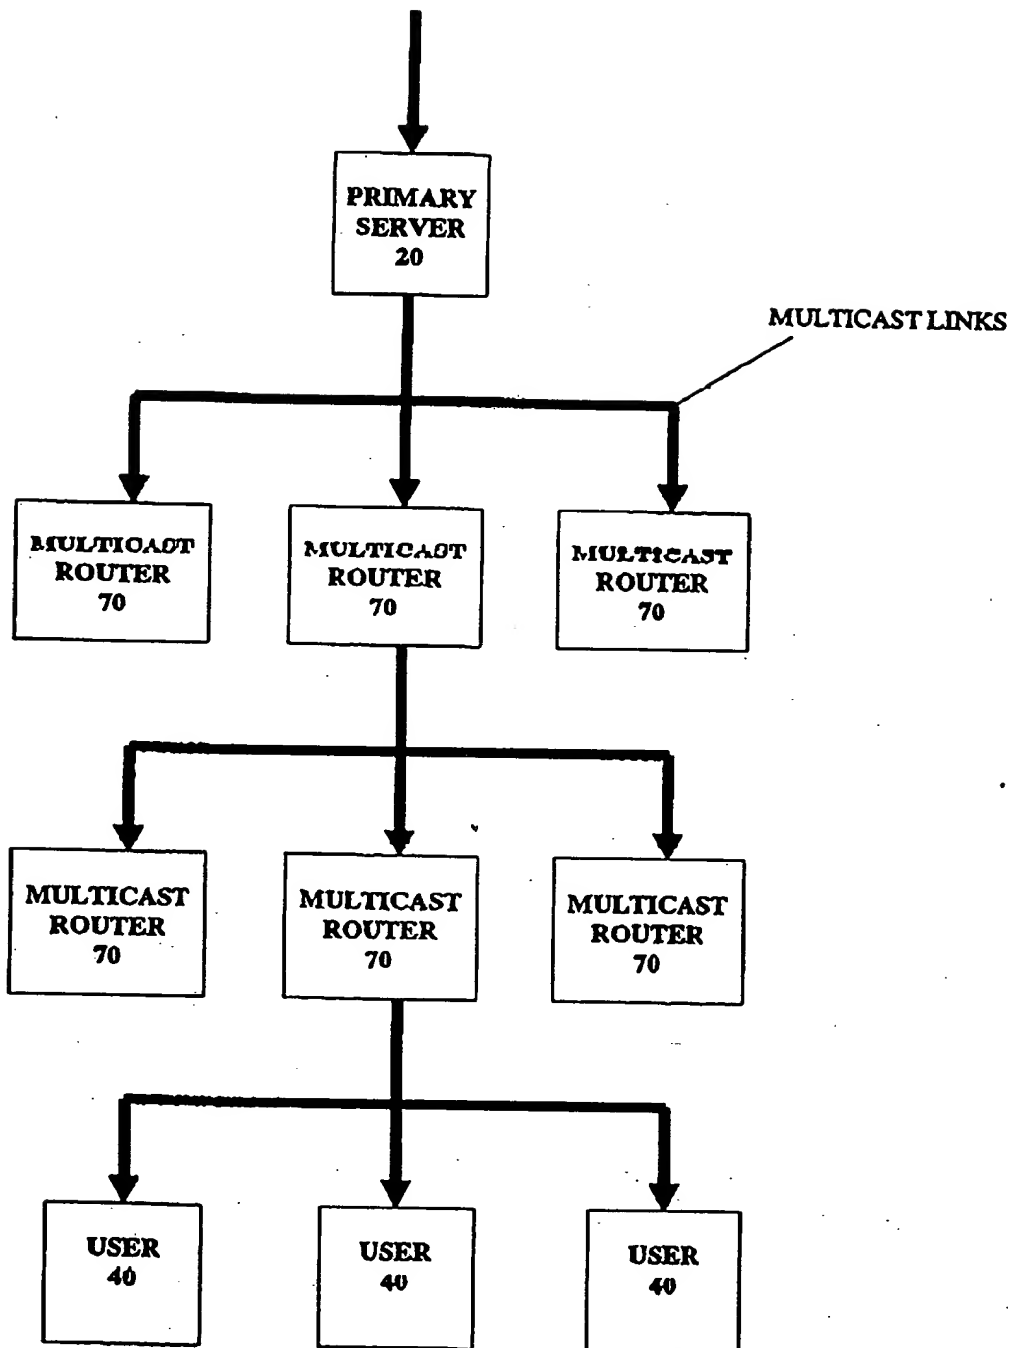 PRIMARY
SERVER
20
MULTICAST LINKS
MULTICAST
ROUTER
70
MULTICAST
ROUTER
70
MULTICAST
ROUTER
70
MULTICAST
ROUTER
70
MULTICAST
ROUTER
70
MULTICAST
ROUTER
70
USER
40
USER
40
USER
40